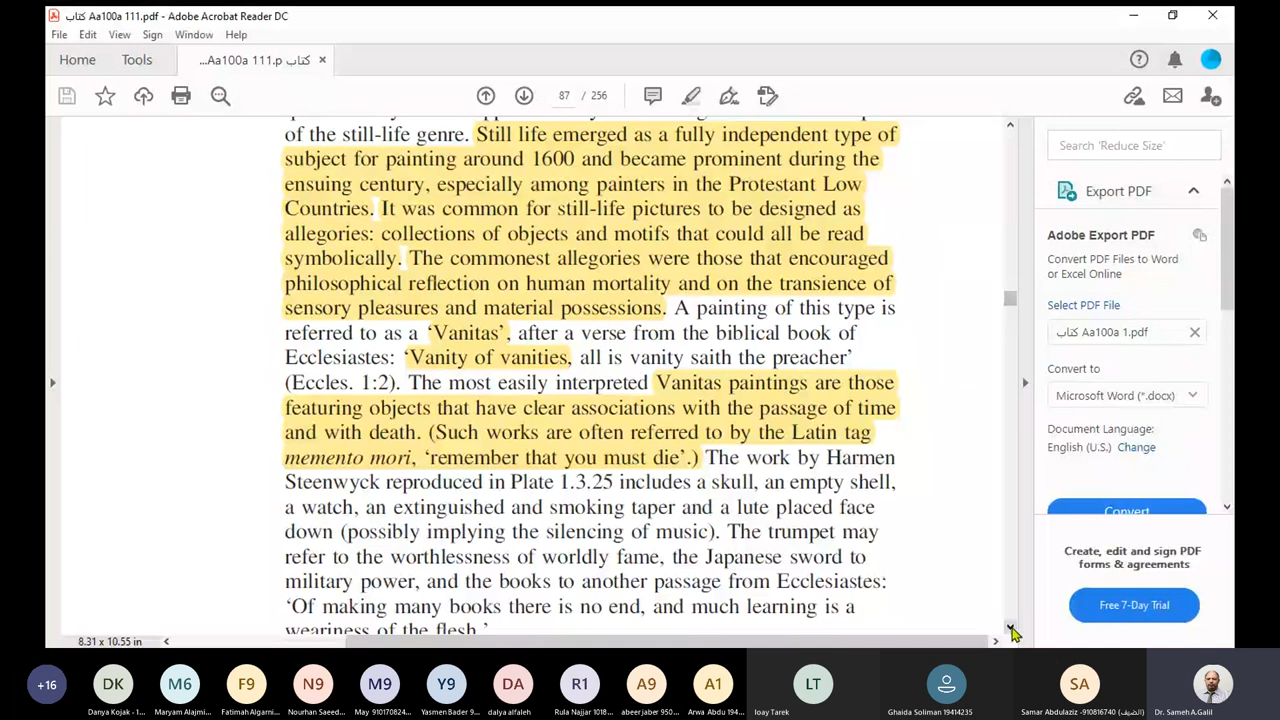 كتاب Aa100a 111.pdf - Adobe Acrobat Reader DC
File Edit View Sign Window Help
Home Tools ...Aa100a 111.p كتاب ×
87 / 256
of the still-life genre. Still life emerged as a fully independent type of
subject for painting around 1600 and became prominent during the
ensuing century, especially among painters in the Protestant Low
Countries. It was common for still-life pictures to be designed as
allegories: collections of objects and motifs that could all be read
symbolically. The commonest allegories were those that encouraged
philosophical reflection on human mortality and on the transience of
sensory pleasures and material possessions. A painting of this type is
referred to as a ‘Vanitas’, after a verse from the biblical book of
Ecclesiastes: ‘Vanity of vanities, all is vanity saith the preacher’
(Eccles. 1:2). The most easily interpreted Vanitas paintings are those
featuring objects that have clear associations with the passage of time
and with death. (Such works are often referred to by the Latin tag
memento mori, ‘remember that you must die’.) The work by Harmen
Steenwyck reproduced in Plate 1.3.25 includes a skull, an empty shell,
a watch, an extinguished and smoking taper and a lute placed face
down (possibly implying the silencing of music). The trumpet may
refer to the worthlessness of worldly fame, the Japanese sword to
military power, and the books to another passage from Ecclesiastes:
‘Of making many books there is no end, and much learning is a
weariness of the flesh.’
8.31 x 10.55 in
Search 'Reduce Size'
Export PDF
Adobe Export PDF
Convert PDF Files to Word
or Excel Online
Select PDF File
كتاب Aa100a 1.pdf
Convert to
Microsoft Word (*.docx)
Document Language:
English (U.S.) Change
Convert
Create, edit and sign PDF
forms & agreements
Free 7-Day Trial
+16 DK M6 F9 N9 M9 Y9 DA R1 A9 A1 LT SA
Danya Kojak - 1... Maryam Alajmi... FatimahAlgarni... Nourhan Saeed... May 910170824... Yasmen Bader 9... dalya alfaleh Rula Najjar 1018... abeerjaber 950... Arwa Abdu 194... loay Tarek Ghaida Soliman 19414235 Samar Abdulaziz -910816740 (الضيف) Dr. Sameh A.Galil